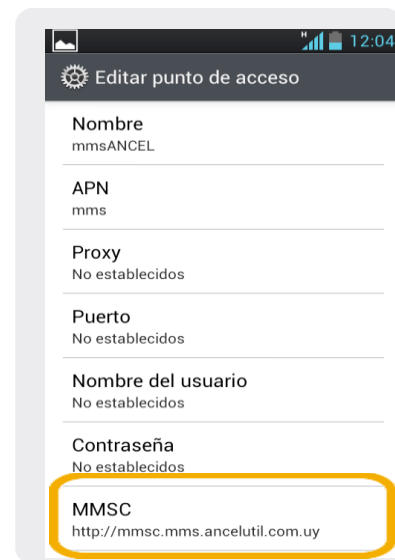 H 12:04
Editar punto de acceso
Nombre
mmsANCEL
APN
mms
Proxy
No establecidos
Puerto
No establecidos
Nombre del usuario
No establecidos
Contraseña
No establecidos
MMSC
http://mmsc.mms.ancelutil.com.uy